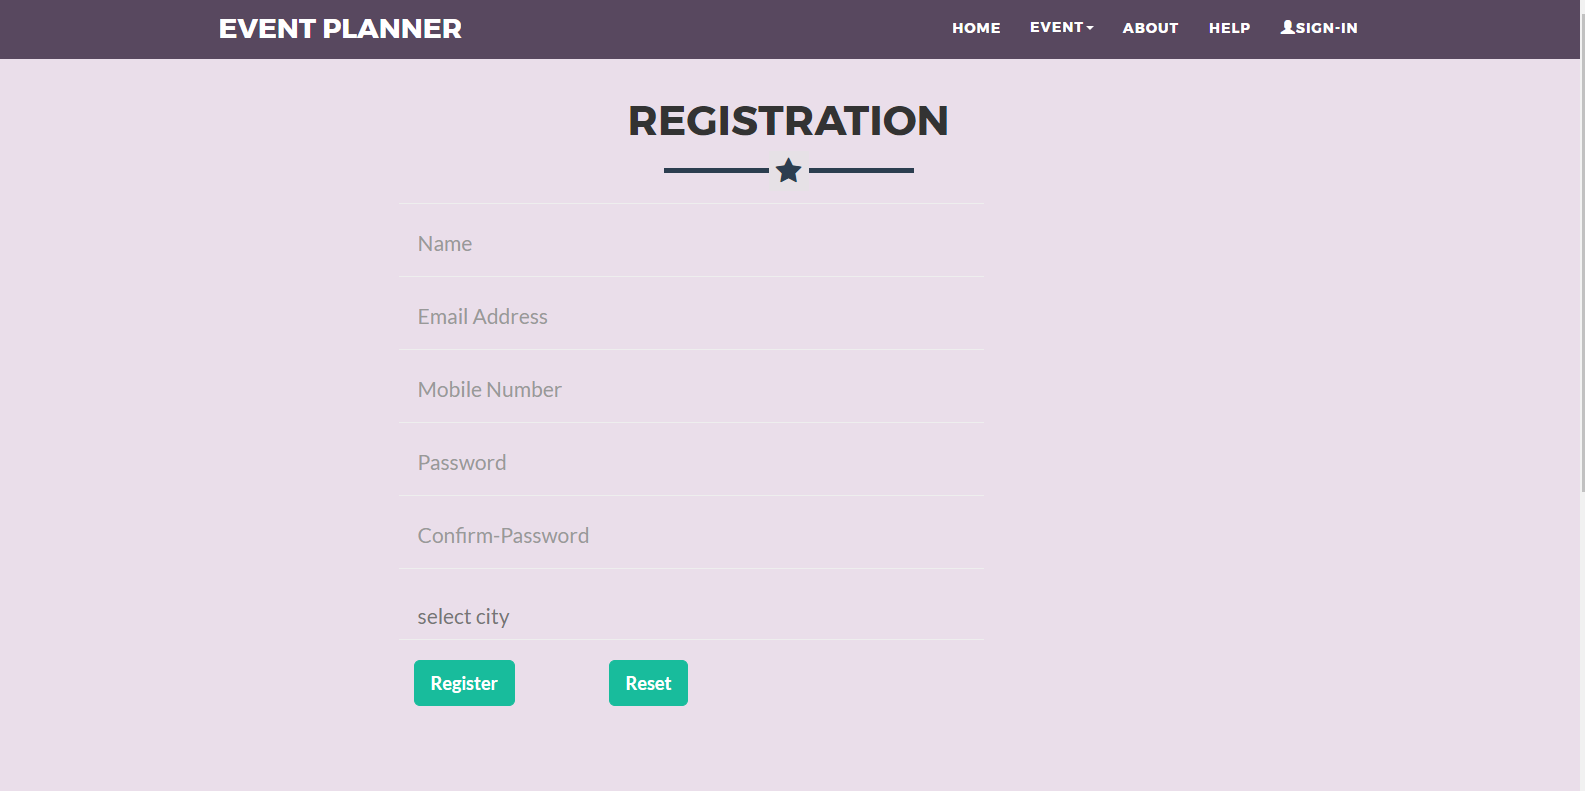 EVENT PLANNER
HOME EVENT ABOUT HELP SIGN-IN
REGISTRATION
Name
Email Address
Mobile Number
Password
Confirm-Password
select city
Register Reset